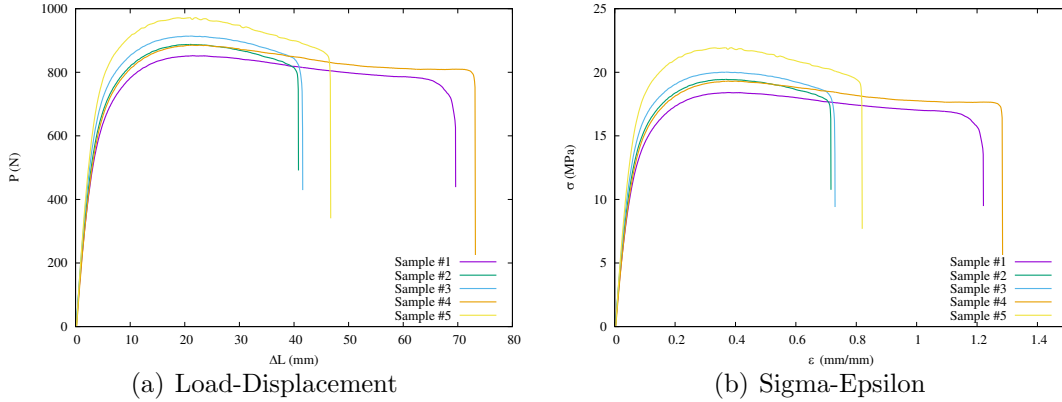 1000
800
600
400
200
0
P (N)
0 10 20 30 40 50 60 70 80
ΔL (mm)
Sample #1
Sample #2
Sample #3
Sample #4
Sample #5
(a) Load-Displacement
25
20
15
10
5
0
σ (MPa)
0 0.2 0.4 0.6 0.8 1 1.2 1.4
ε (mm/mm)
Sample #1
Sample #2
Sample #3
Sample #4
Sample #5
(b) Sigma-Epsilon